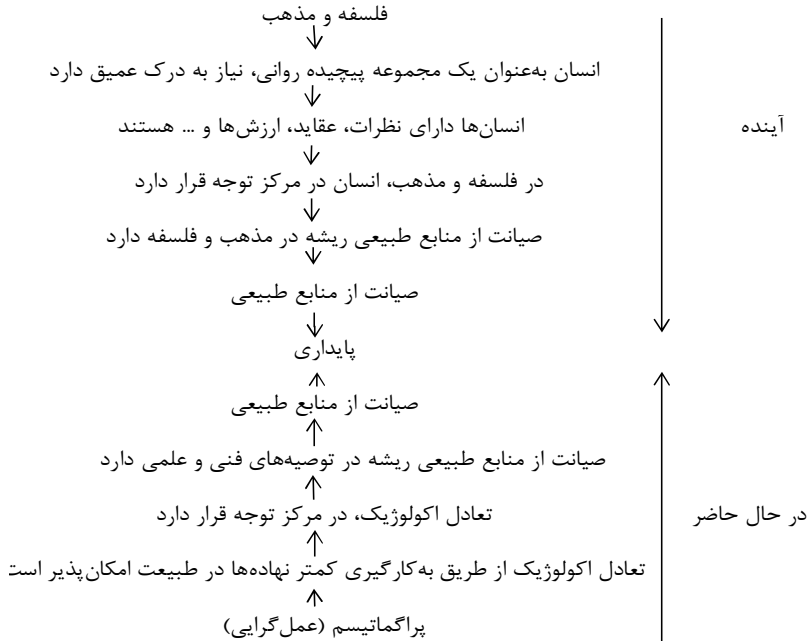 فلسفه و مذهب
انسان به‌عنوان یک مجموعه پیچیده روانی، نیاز به درک عمیق دارد
آینده
انسان‌ها دارای نظرات، عقاید، ارزش‌ها و ... هستند
در فلسفه و مذهب، انسان در مرکز توجه قرار دارد
صیانت از منابع طبیعی ریشه در مذهب و فلسفه دارد
صیانت از منابع طبیعی
پایداری
صیانت از منابع طبیعی
صیانت از منابع طبیعی ریشه در توصیه‌های فنی و علمی دارد
در حال حاضر
تعادل اکولوژیک، در مرکز توجه قرار دارد
تعادل اکولوژیک از طریق به‌کارگیری کمتر نهاده‌ها در طبیعت امکان‌پذیر است
پراگماتیسم (عمل‌گرایی)